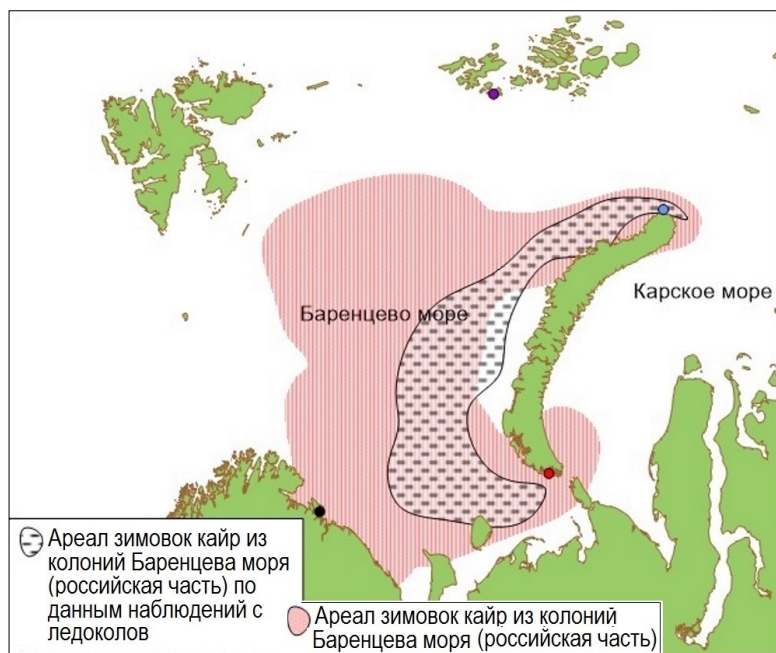 Карское море
Баренцево море
Ареал зимовок кайр из
колоний Баренцева моря
(российская часть) по
данным наблюдений с
ледоколов
Ареал зимовок кайр из колоний
Баренцева моря (российская часть)